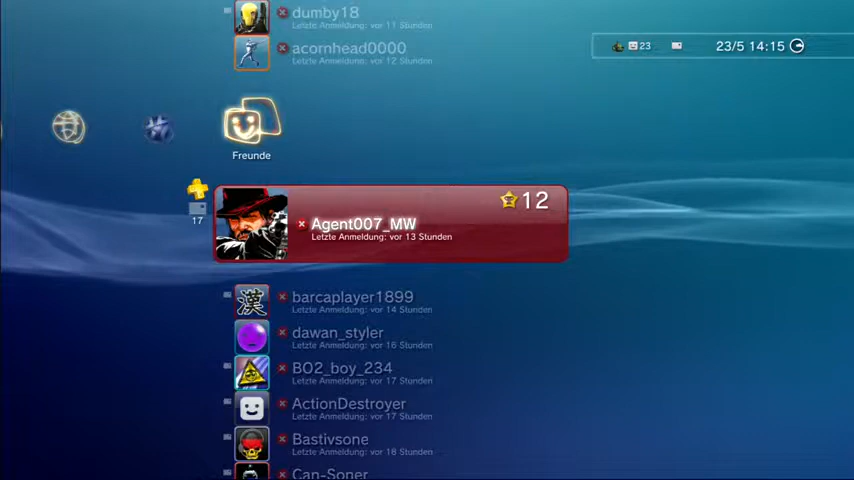 dumby18
Letzte Anmeldung: vor 11 Stunden
acornhead0000
Letzte Anmeldung: vor 12 Stunden
23
23/5 14:15
Freunde
12
17
Agent007_MW
Letzte Anmeldung: vor 13 Stunden
漢
barcaplayer1899
Letzte Anmeldung: vor 14 Stunden
dawan_styler
Letzte Anmeldung: vor 16 Stunden
BO2_boy_234
Letzte Anmeldung: vor 17 Stunden
ActionDestroyer
Letzte Anmeldung: vor 17 Stunden
Bastivsone
Letzte Anmeldung: vor 18 Stunden
Can-Soner